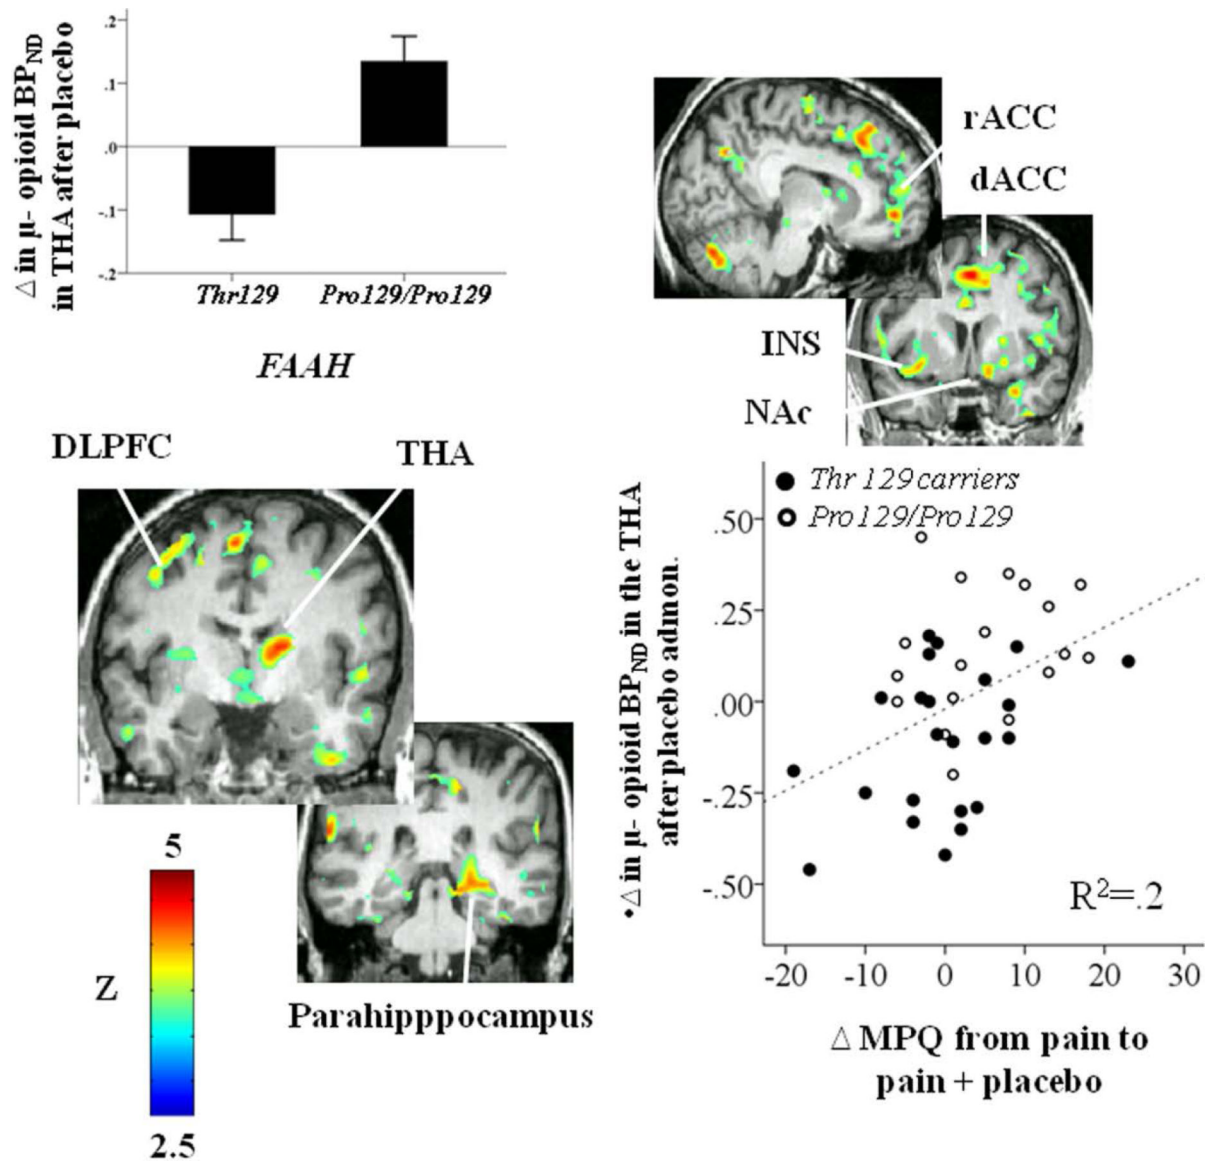 Δ in μ- opioid BPND
in THA after placebo
.2
.1
.0
-.1
-.2
Thr129 Pro129/Pro129
FAAH
rACC
dACC
INS
NAc
DLPFC
THA
Parahipppocampus
5
Z
2.5
•Δ in μ- opioid BPND in the THA
after placebo admon.
Thr 129 carriers
Pro129/Pro129
.50
.25
.00
-.25
-.50
R²=.2
-20 -10 0 10 20 30
Δ MPQ from pain to
pain + placebo